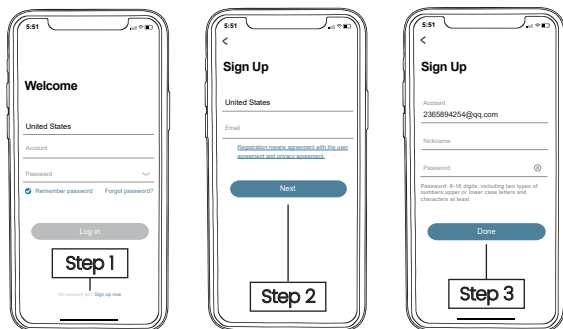 5:51
Welcome
United States
Account
Password
Remember password Forgot password?
Log in
Step 1
No account yet? Sign up now
5:51
<
Sign Up
United States
Email
Registration means agreement with the user
agreement and privacy agreement.
Next
Step 2
5:51
<
Sign Up
Account
2365894254@qq.com
Nickname
Password
Password: 6-16 digits, including two types of
numbers,upper or lower case letters and
characters at least
Done
Step 3